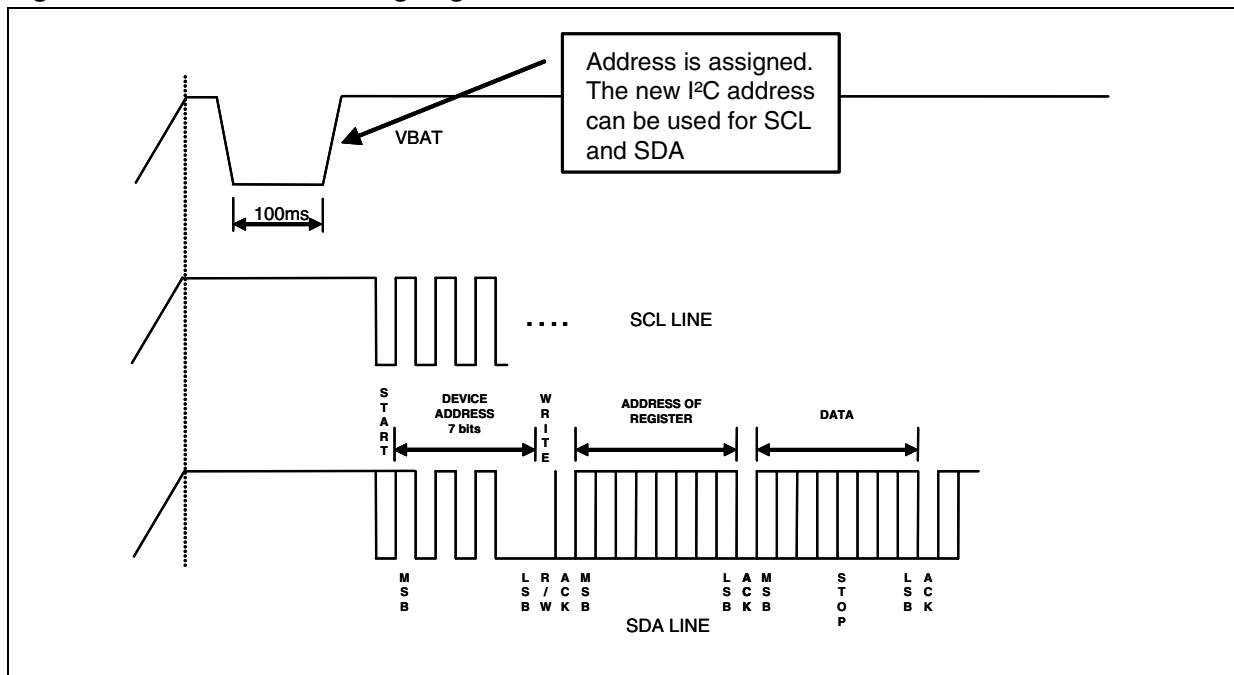 Address is assigned.
The new I²C address
can be used for SCL
and SDA
VBAT
100ms
....
SCL LINE
START
DEVICE
ADDRESS
7 bits
WRITE
ADDRESS OF
REGISTER
DATA
MSB
LSB
R/W
ACK
MSB
LSB
ACK
MSB
STOP
LSB
ACK
SDA LINE